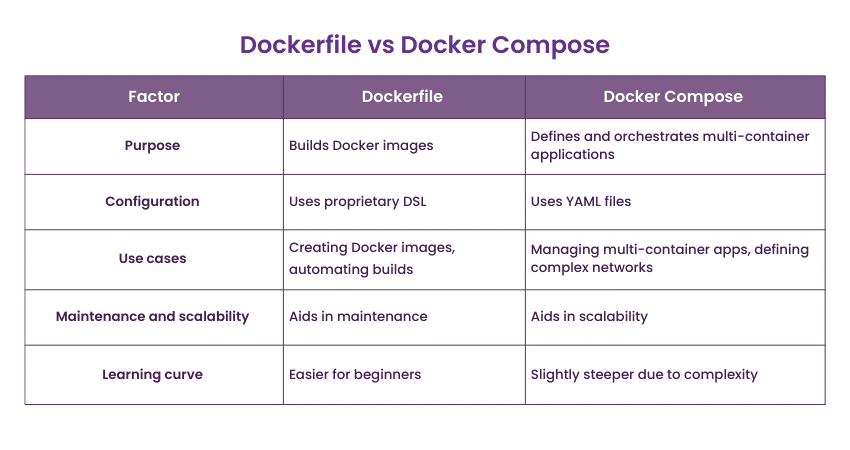 Dockerfile vs Docker Compose
Factor
Dockerfile
Docker Compose
Purpose
Builds Docker images
Defines and orchestrates multi-container
applications
Configuration
Uses proprietary DSL
Uses YAML files
Use cases
Creating Docker images,
automating builds
Managing multi-container apps, defining
complex networks
Maintenance and scalability
Aids in maintenance
Aids in scalability
Learning curve
Easier for beginners
Slightly steeper due to complexity